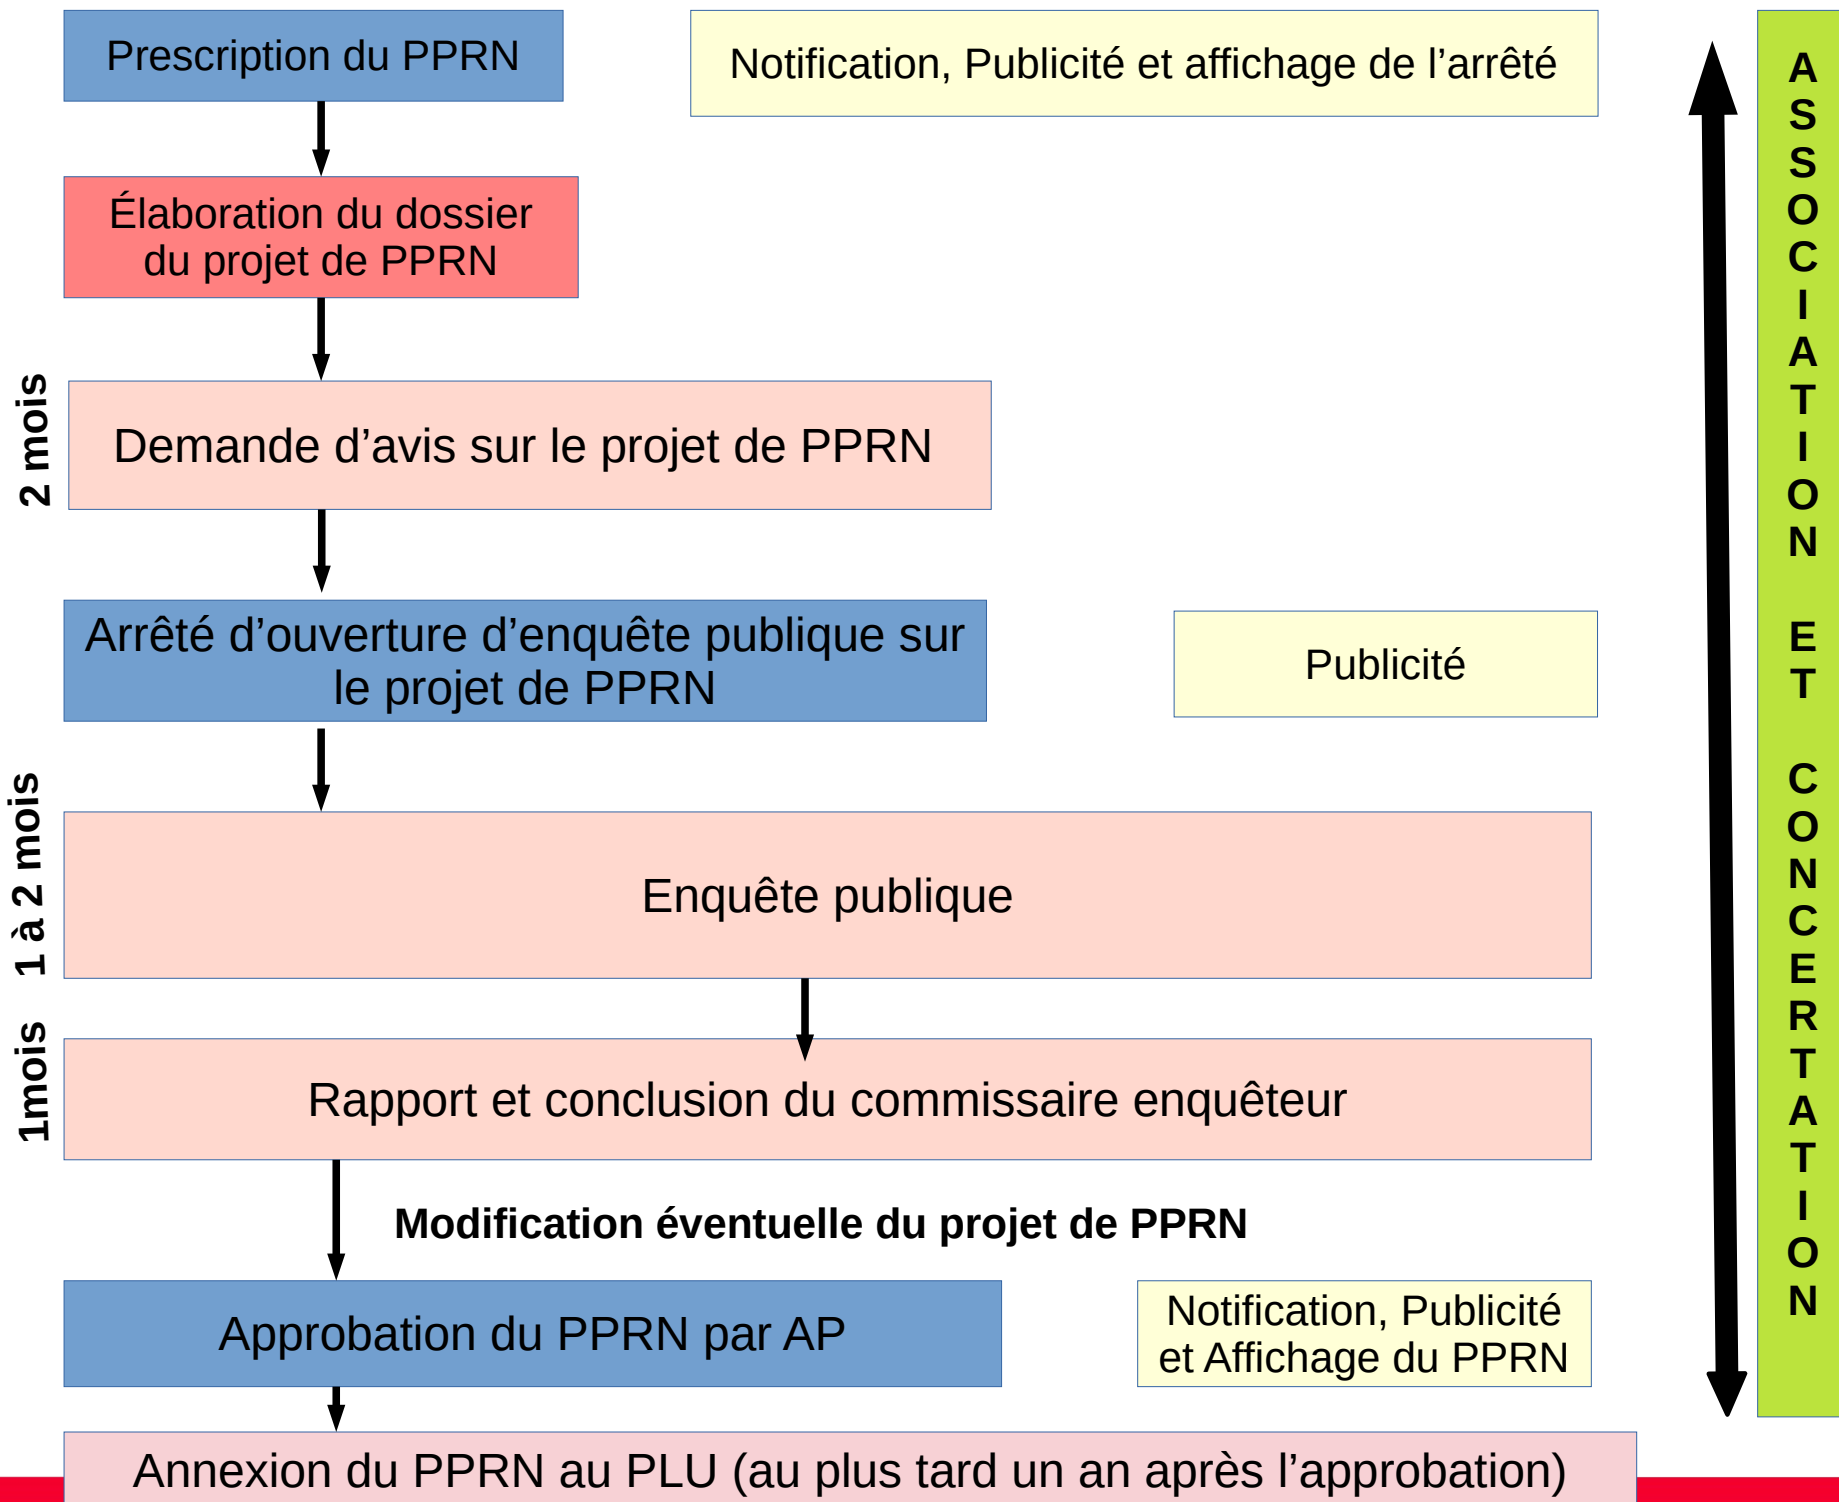 Prescription du PPRN
Notification, Publicité et affichage de l’arrêté
Élaboration du dossier
du projet de PPRN
2 mois
Demande d’avis sur le projet de PPRN
Arrêté d’ouverture d’enquête publique sur
le projet de PPRN
Publicité
1 à 2 mois
Enquête publique
1mois
Rapport et conclusion du commissaire enquêteur
Modification éventuelle du projet de PPRN
Approbation du PPRN par AP
Notification, Publicité
et Affichage du PPRN
Annexion du PPRN au PLU (au plus tard un an après l’approbation)
ASSOCIATION ET CONCERTATION